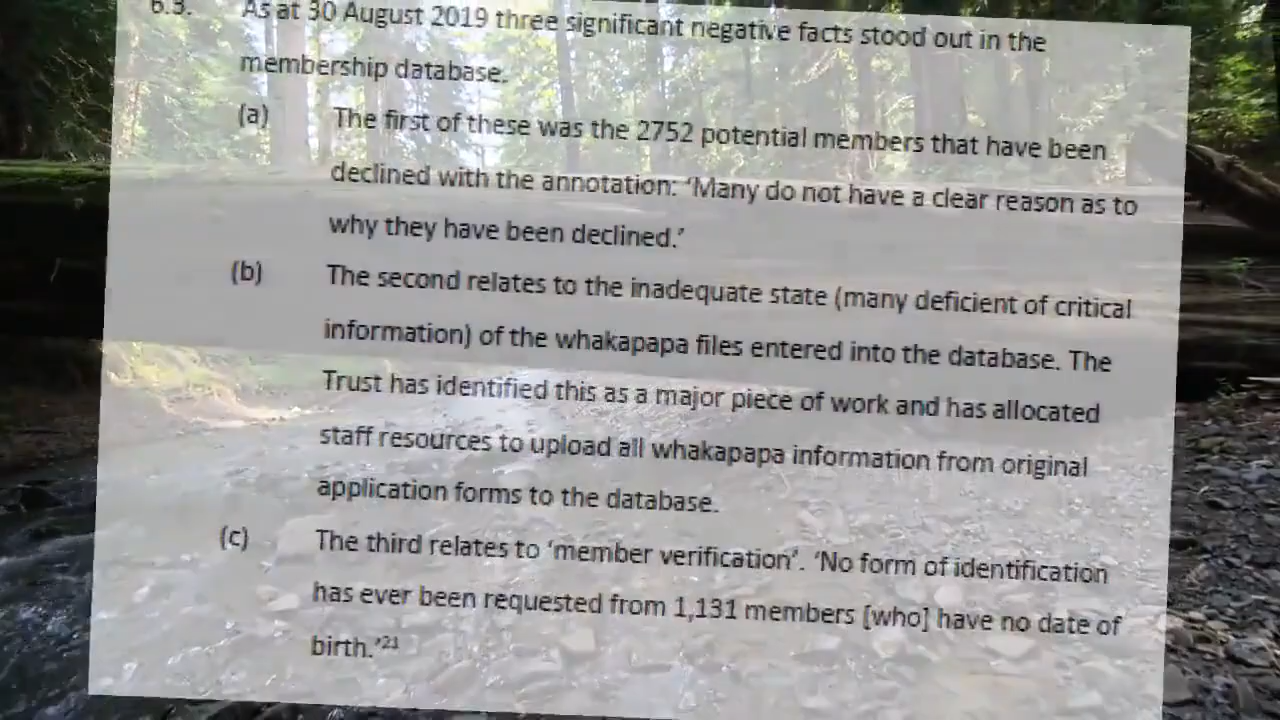 6.3. As at 30 August 2019 three significant negative facts stood out in the
membership database.
(a) The first of these was the 2752 potential members that have been
declined with the annotation: ‘Many do not have a clear reason as to
why they have been declined.’
(b) The second relates to the inadequate state (many deficient of critical
information) of the whakapapa files entered into the database. The
Trust has identified this as a major piece of work and has allocated
staff resources to upload all whakapapa information from original
application forms to the database.
(c) The third relates to ‘member verification’. ‘No form of identification
has ever been requested from 1,131 members [who] have no date of
birth.’21